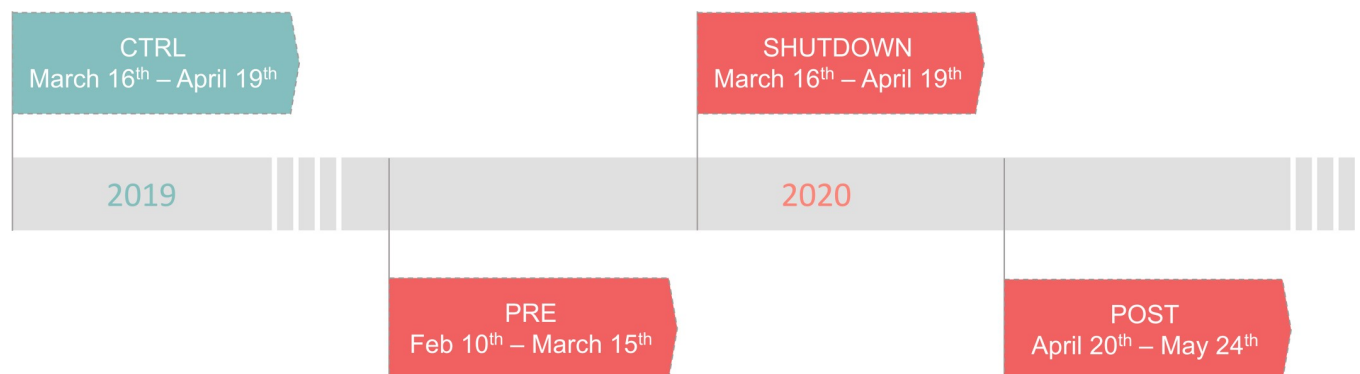 CTRL
March 16th – April 19th
SHUTDOWN
March 16th – April 19th
2019
2020
PRE
Feb 10th – March 15th
POST
April 20th – May 24th